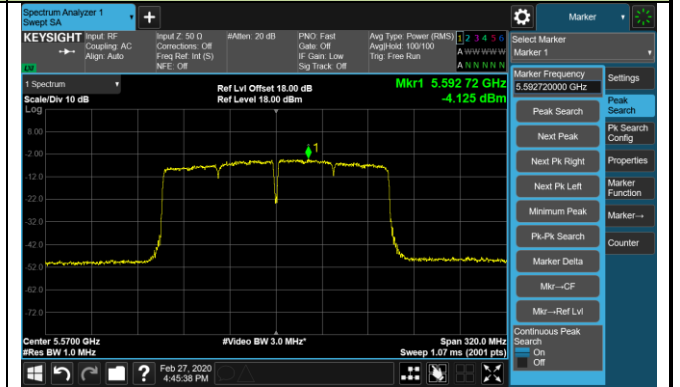 Spectrum Analyzer 1
Swept SA
+
Marker
KEYSIGHT
Input: RF
Coupling: AC
Align: Auto
Input Z: 50 Ω
Corrections: Off
Freq Ref: Int (S)
NFE: Off
#Atten: 20 dB
PNO: Fast
Gate: Off
IF Gain: Low
Sig Track: Off
Avg Type: Power (RMS)
Avg|Hold: 100/100
Trig: Free Run
1 2 3 4 5 6
A W W W W W
A N N N N N
LV
Select Marker
Marker 1
1 Spectrum
Scale/Div 10 dB
Log
Ref Lvl Offset 18.00 dB
Ref Level 18.00 dBm
Mkr1 5.592 72 GHz
-4.125 dBm
8.00
-2.00
-12.0
-22.0
-32.0
-42.0
-52.0
-62.0
-72.0
1
Center 5.5700 GHz
#Res BW 1.0 MHz
#Video BW 3.0 MHz*
Span 320.0 MHz
Sweep 1.07 ms (2001 pts)
Marker Frequency
5.592720000 GHz
Peak Search
Next Peak
Next Pk Right
Next Pk Left
Minimum Peak
Pk-Pk Search
Marker Delta
Mkr→CF
Mkr→Ref Lvl
Continuous Peak
Search
On
Off
Settings
Peak
Search
Pk Search
Config
Properties
Marker
Function
Marker→
Counter
?
Feb 27, 2020
4:45:38 PM